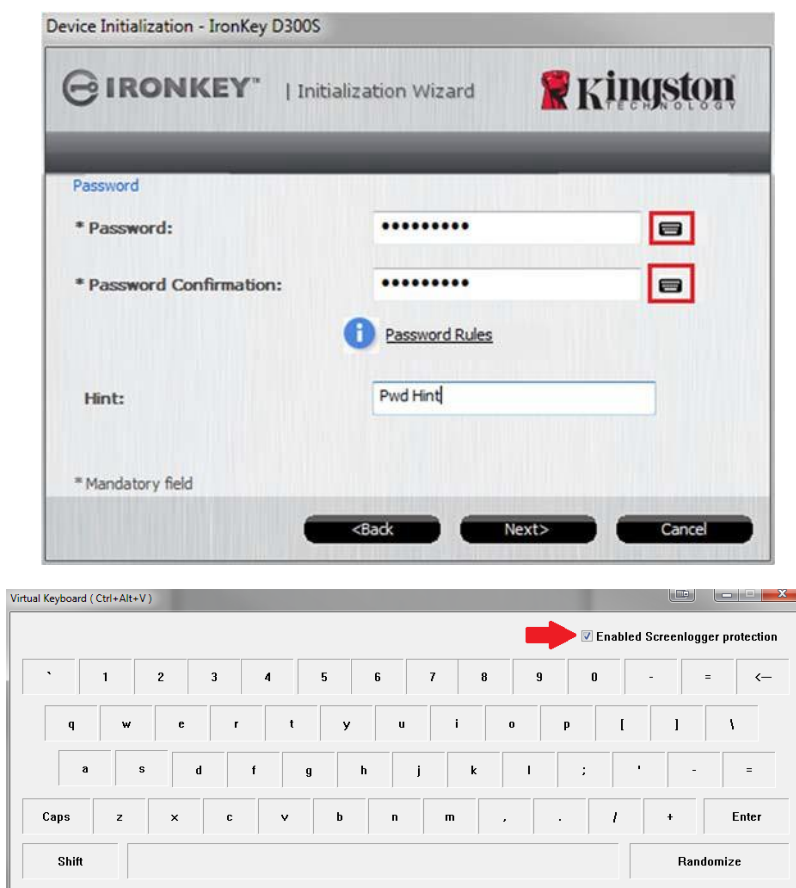 Device Initialization - IronKey D300S
IRONKEY™ | Initialization Wizard Kingston
TECHNOLOGY
Password
* Password: •••••••••
* Password Confirmation: •••••••••
i Password Rules
Hint: Pwd Hint
* Mandatory field
<Back Next> Cancel
Virtual Keyboard ( Ctrl+Alt+V )
Enabled Screenlogger protection
` 1 2 3 4 5 6 7 8 9 0 - = <—
q w e r t y u i o p [ ] \
a s d f g h j k l ; ' - =
Caps z x c v b n m , . / + Enter
Shift Randomize